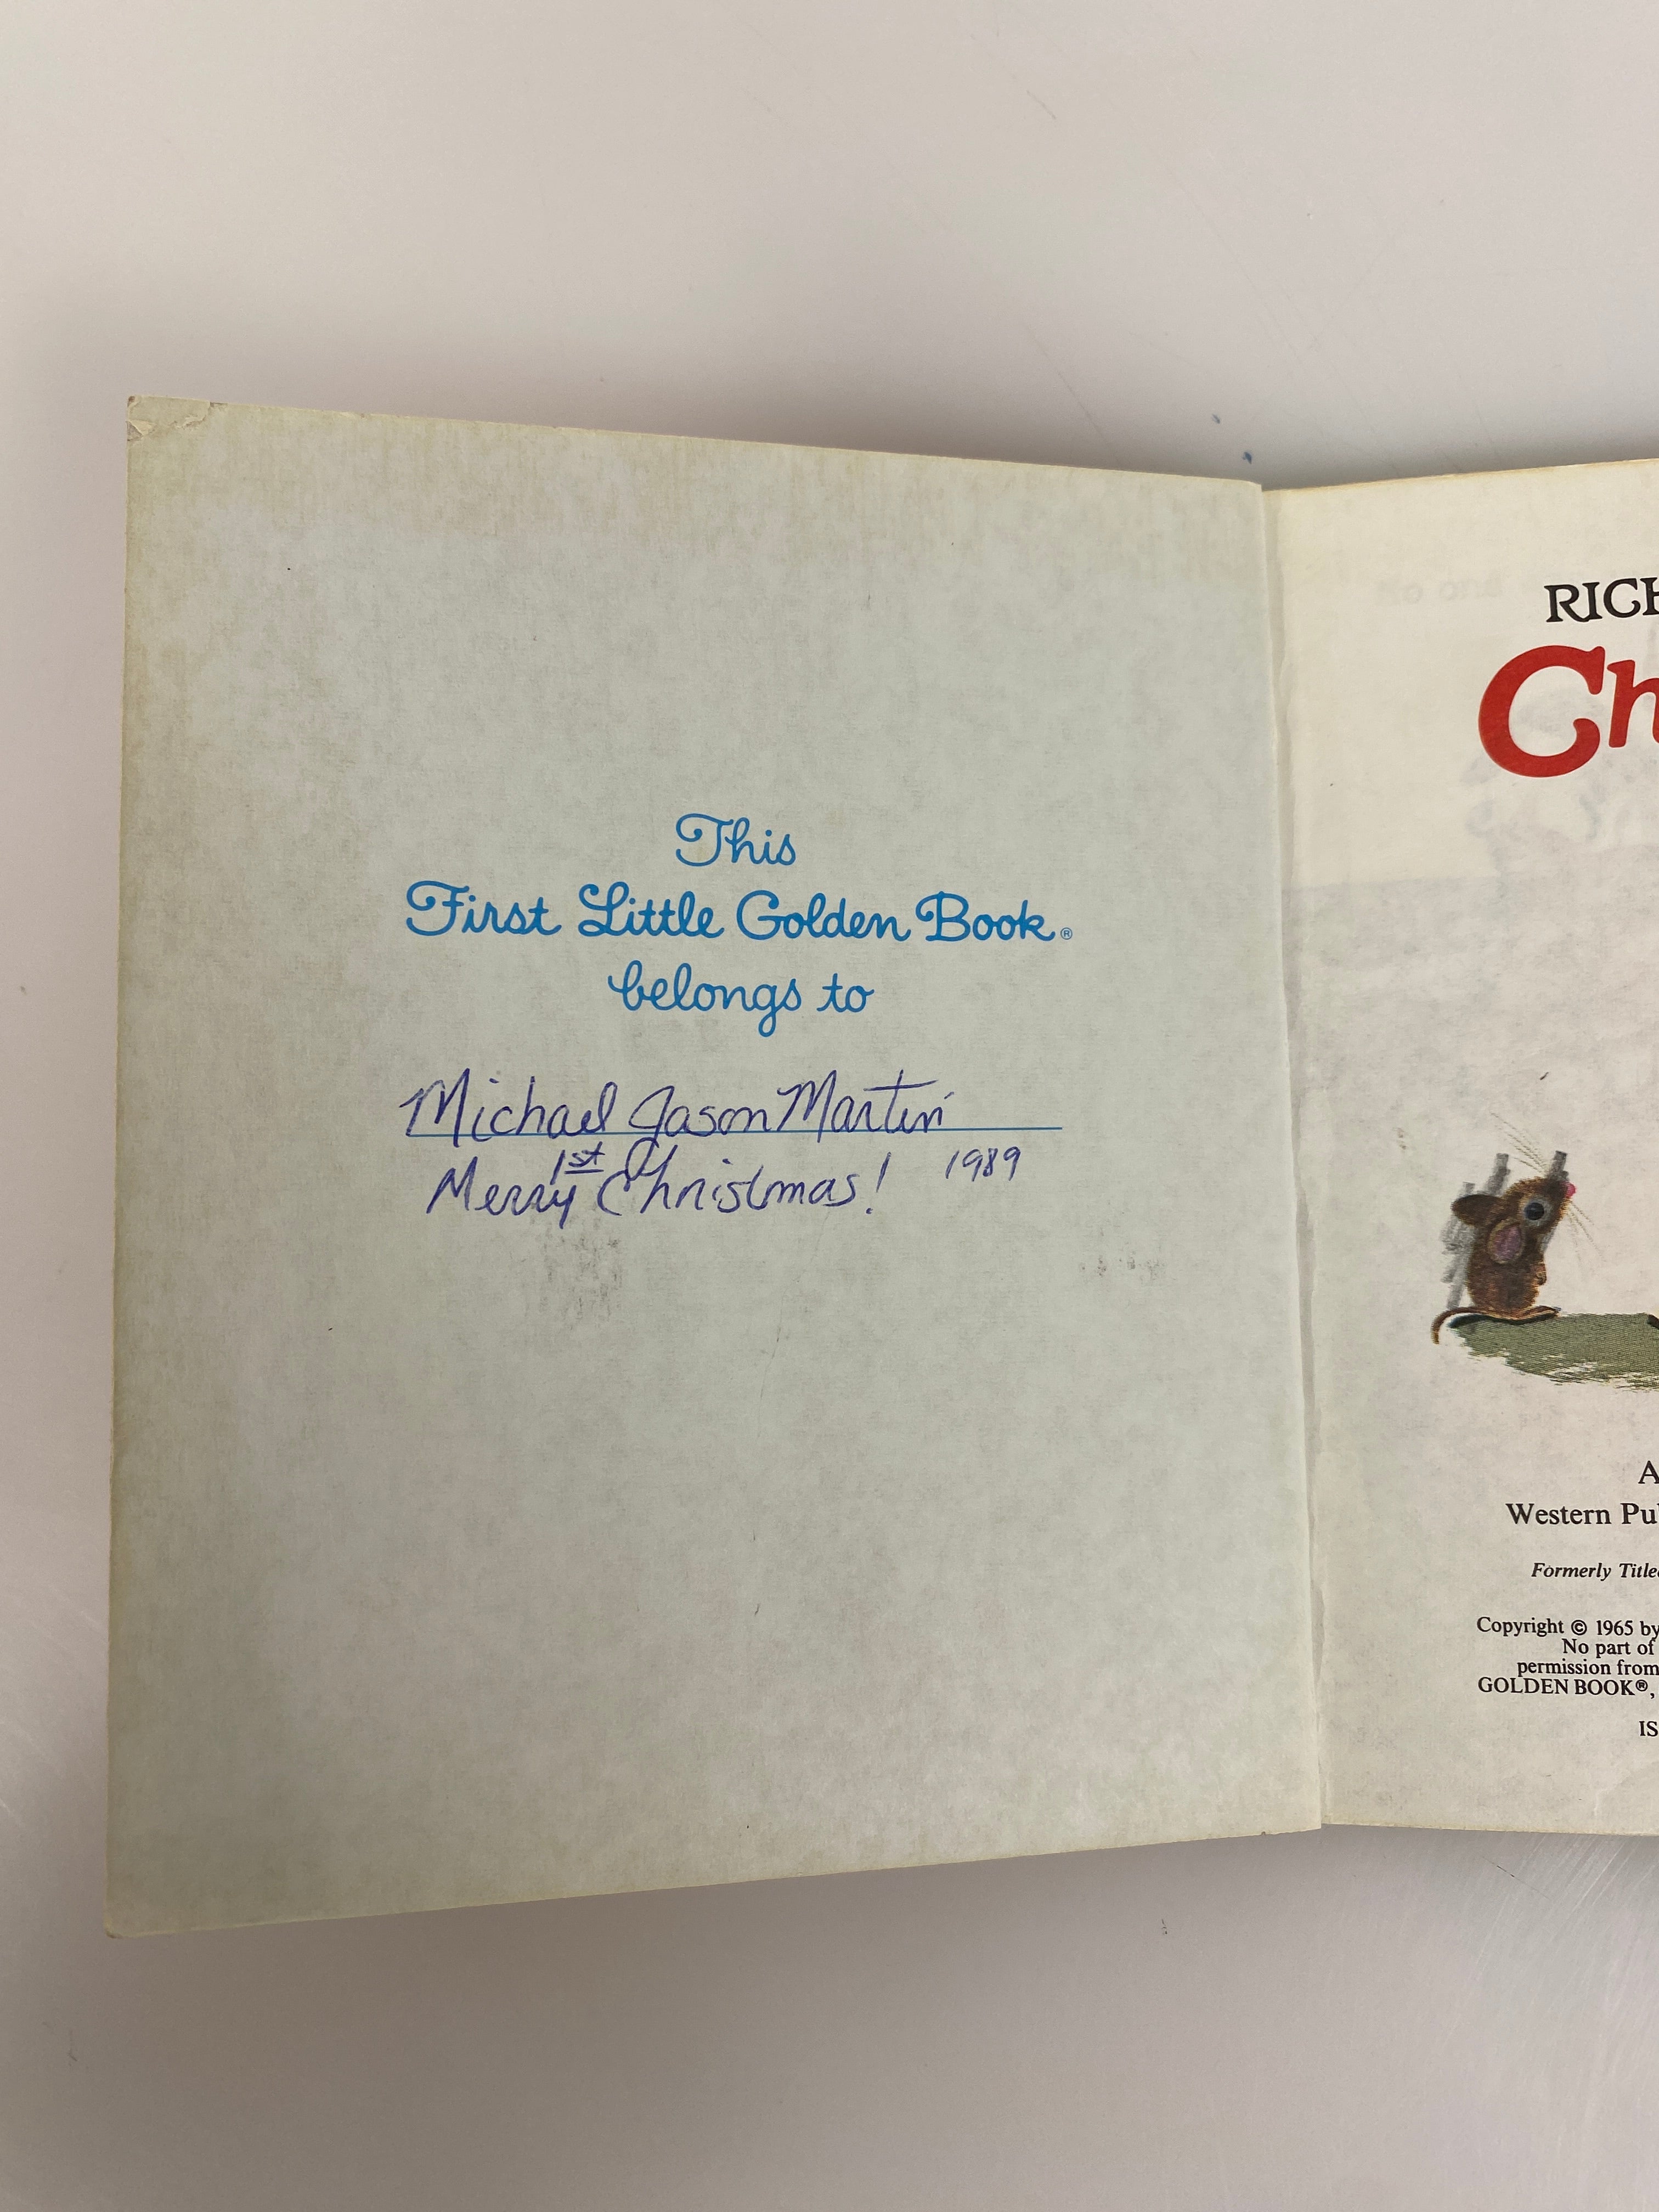 This
First Little Golden Book®
belongs to
Michael Jason Martin
1st
Merry Christmas! 1989
RICH
Ch
A
Western Pu
Formerly Title
Copyright © 1965 by
No part of
permission from
GOLDEN BOOK®,
IS